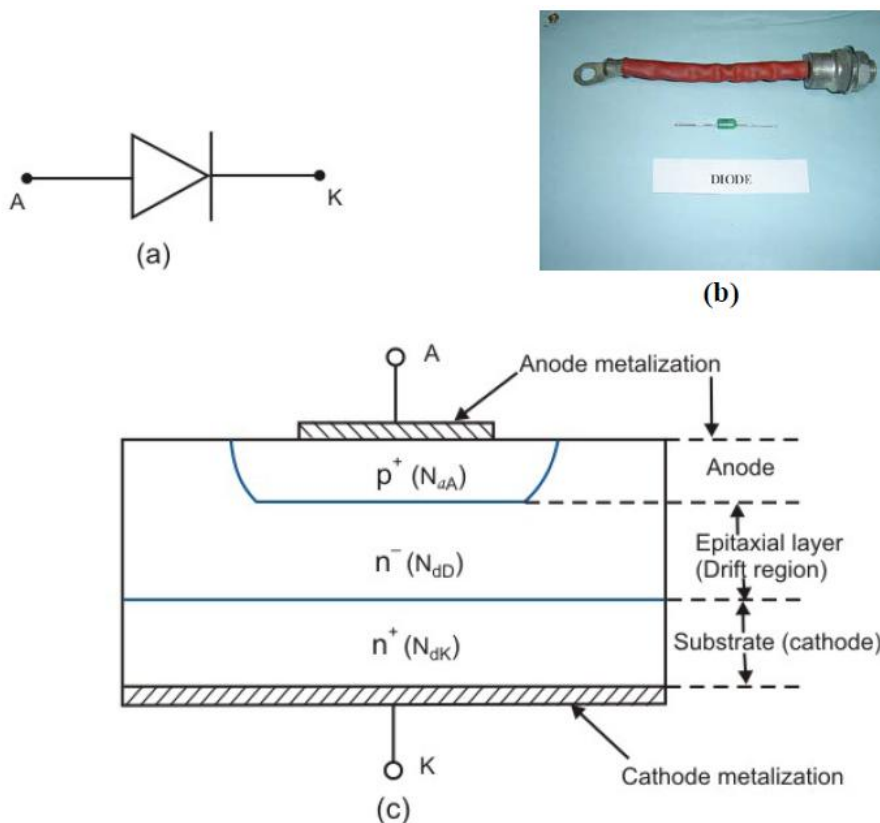 A
K
(a)
DIODE
(b)
A
Anode metalization
p⁺ (NaA)
Anode
n⁻ (NdD)
Epitaxial layer
(Drift region)
n⁺ (NdK)
Substrate (cathode)
K
Cathode metalization
(c)